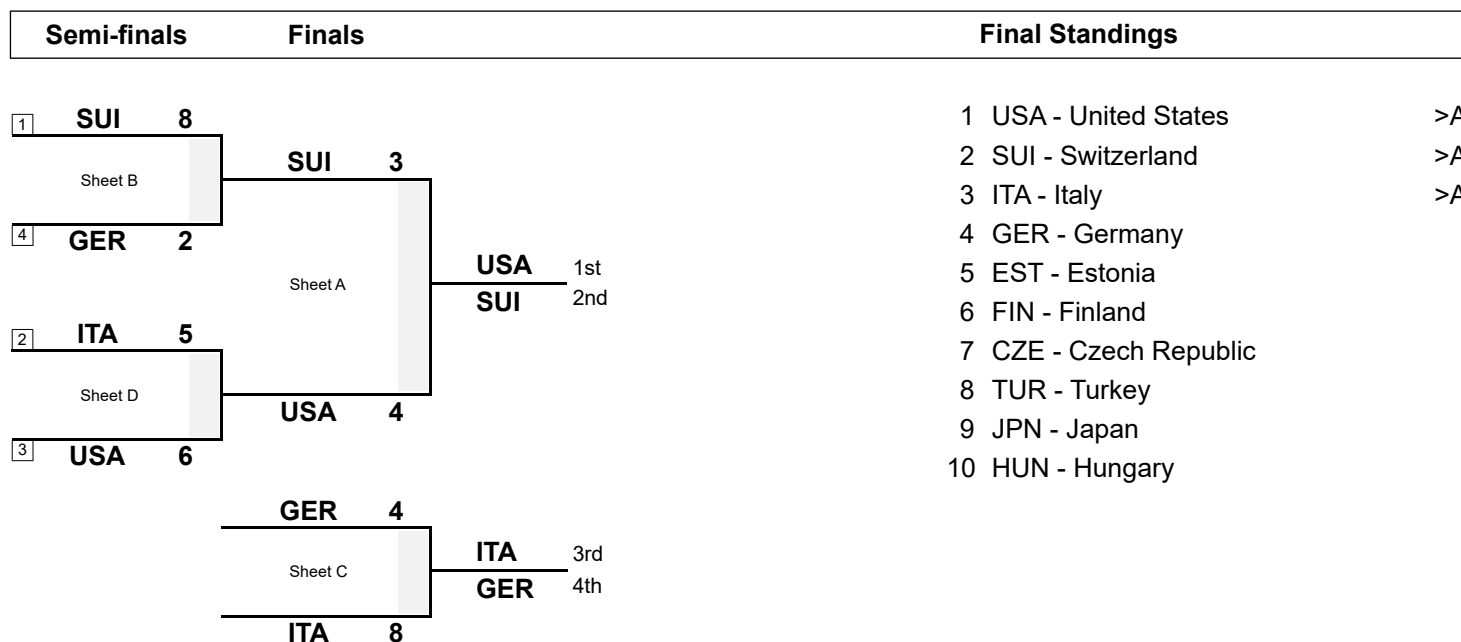 Semi-finals Finals Final Standings
1 SUI 8
Sheet B
4 GER 2
SUI 3
Sheet A
USA 4
2 ITA 5
Sheet D
3 USA 6
USA 1st
SUI 2nd
GER 4
Sheet C
ITA 8
ITA 3rd
GER 4th
1 USA - United States >A
2 SUI - Switzerland >A
3 ITA - Italy >A
4 GER - Germany
5 EST - Estonia
6 FIN - Finland
7 CZE - Czech Republic
8 TUR - Turkey
9 JPN - Japan
10 HUN - Hungary